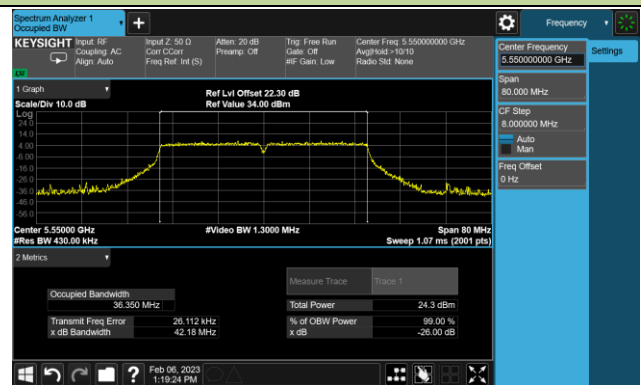 Spectrum Analyzer 1
Occupied BW
Frequency
KEYSIGHT
Input: RF
Coupling: AC
Align: Auto
Input Z: 50 Ω
Corr CCorr
Freq Ref: Int (S)
Atten: 20 dB
Preamp: Off
Trig: Free Run
Gate: Off
#IF Gain: Low
Center Freq: 5.550000000 GHz
Avg|Hold:>10/10
Radio Std: None
Center Frequency
5.550000000 GHz
Settings
Span
80.000 MHz
CF Step
8.000000 MHz
Auto
Man
Freq Offset
0 Hz
1 Graph
Scale/Div 10.0 dB
Ref Lvl Offset 22.30 dB
Ref Value 34.00 dBm
Log
24.0
14.0
4.00
-6.00
-16.0
-26.0
-36.0
-46.0
-56.0
Center 5.55000 GHz
#Res BW 430.00 kHz
#Video BW 1.3000 MHz
Span 80 MHz
Sweep 1.07 ms (2001 pts)
2 Metrics
Measure Trace
Trace 1
Occupied Bandwidth
36.350 MHz
Total Power
24.3 dBm
Transmit Freq Error
26.112 kHz
% of OBW Power
99.00 %
x dB Bandwidth
42.18 MHz
x dB
-26.00 dB
?
Feb 06, 2023
1:19:24 PM